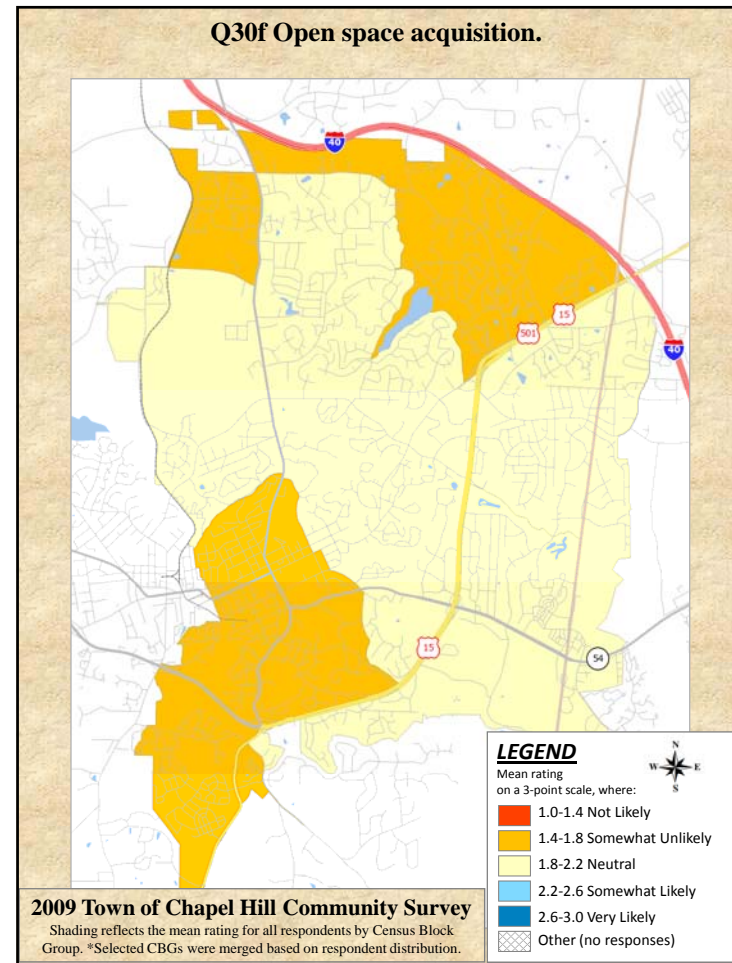 Q30f Open space acquisition.
40
15
501
40
15
54
LEGEND
Mean rating
on a 3-point scale, where:
N
W E
S
1.0-1.4 Not Likely
1.4-1.8 Somewhat Unlikely
1.8-2.2 Neutral
2.2-2.6 Somewhat Likely
2.6-3.0 Very Likely
Other (no responses)
2009 Town of Chapel Hill Community Survey
Shading reflects the mean rating for all respondents by Census Block
Group. *Selected CBGs were merged based on respondent distribution.